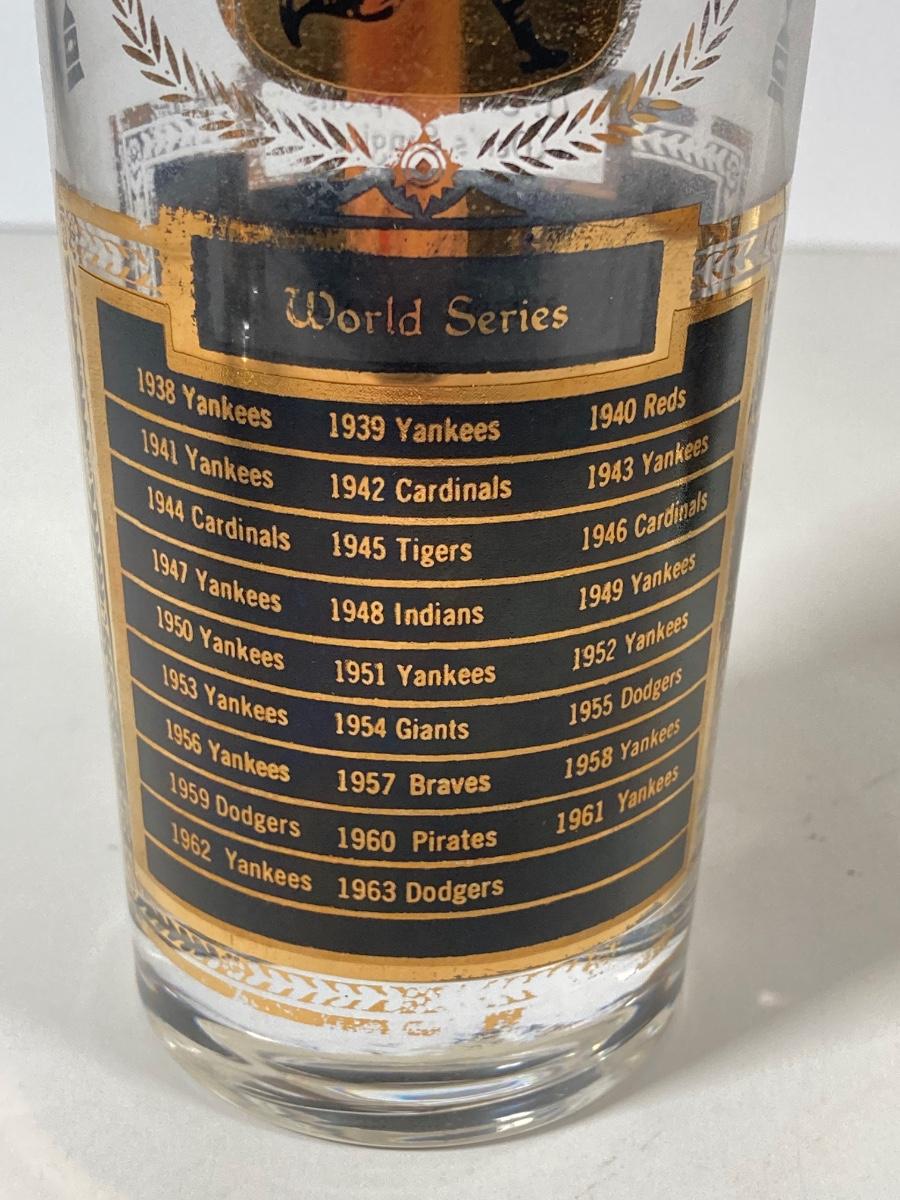 World Series
1938 Yankees 1939 Yankees 1940 Reds
1941 Yankees 1942 Cardinals 1943 Yankees
1944 Cardinals 1945 Tigers 1946 Cardinals
1947 Yankees 1948 Indians 1949 Yankees
1950 Yankees 1951 Yankees 1952 Yankees
1953 Yankees 1954 Giants 1955 Dodgers
1956 Yankees 1957 Braves 1958 Yankees
1959 Dodgers 1960 Pirates 1961 Yankees
1962 Yankees 1963 Dodgers